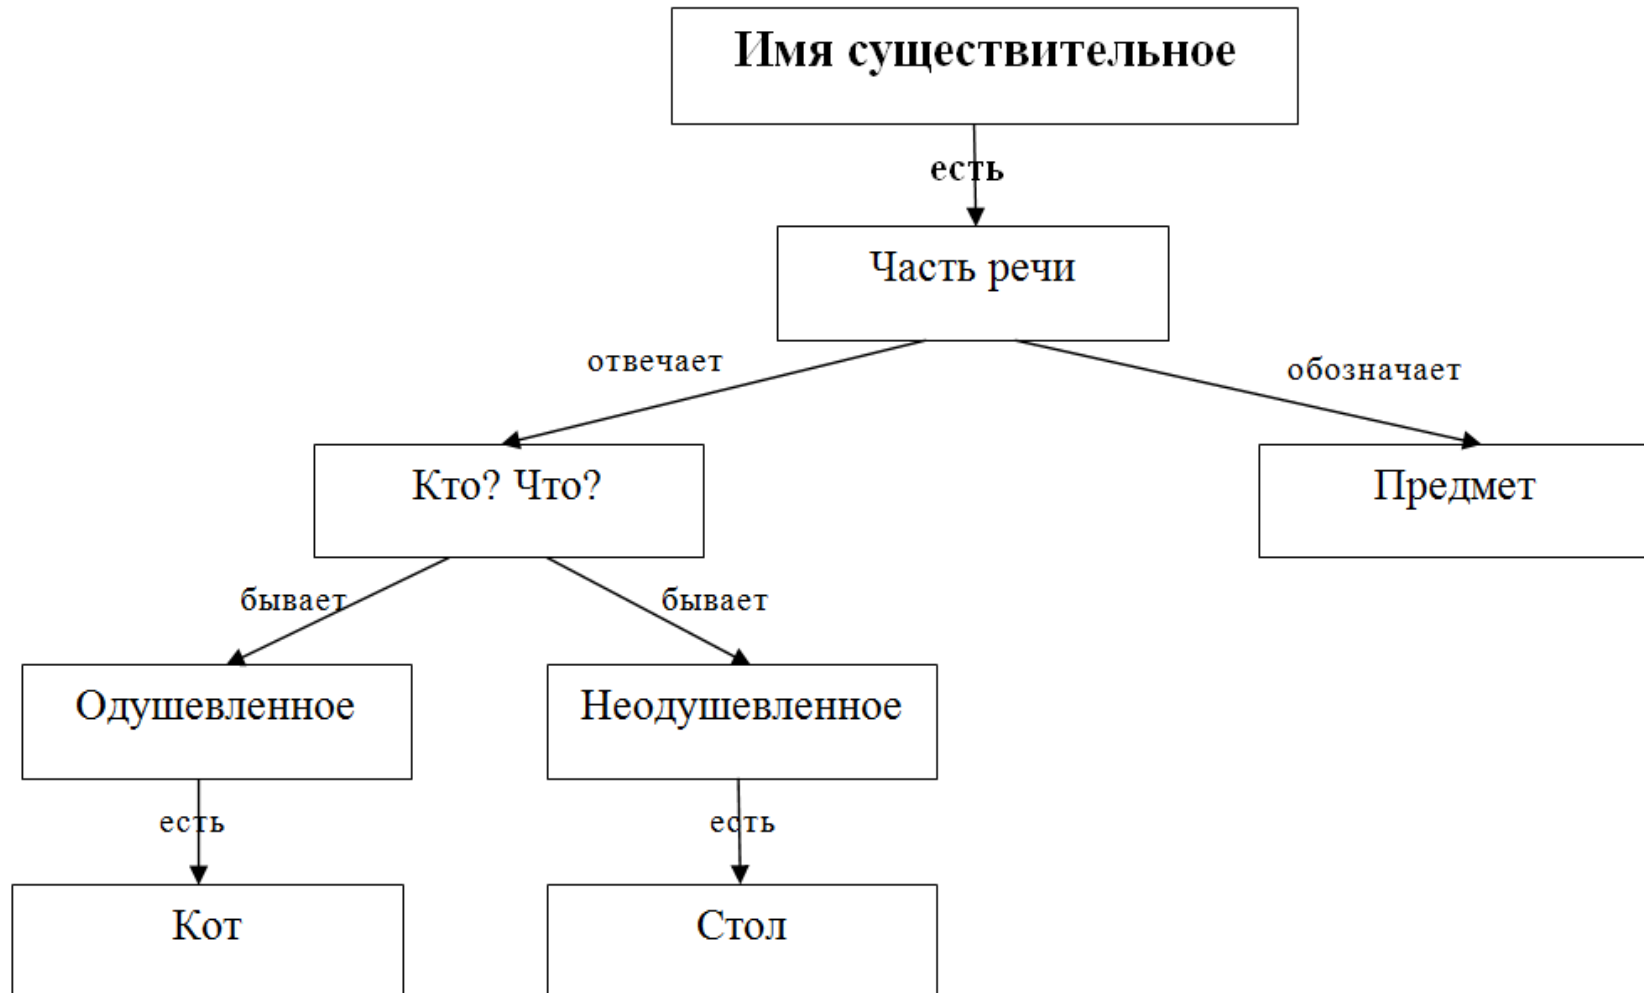 Имя существительное
есть
Часть речи
отвечает
обозначает
Кто? Что?
Предмет
бывает
бывает
Одушевленное
Неодушевленное
есть
есть
Кот
Стол